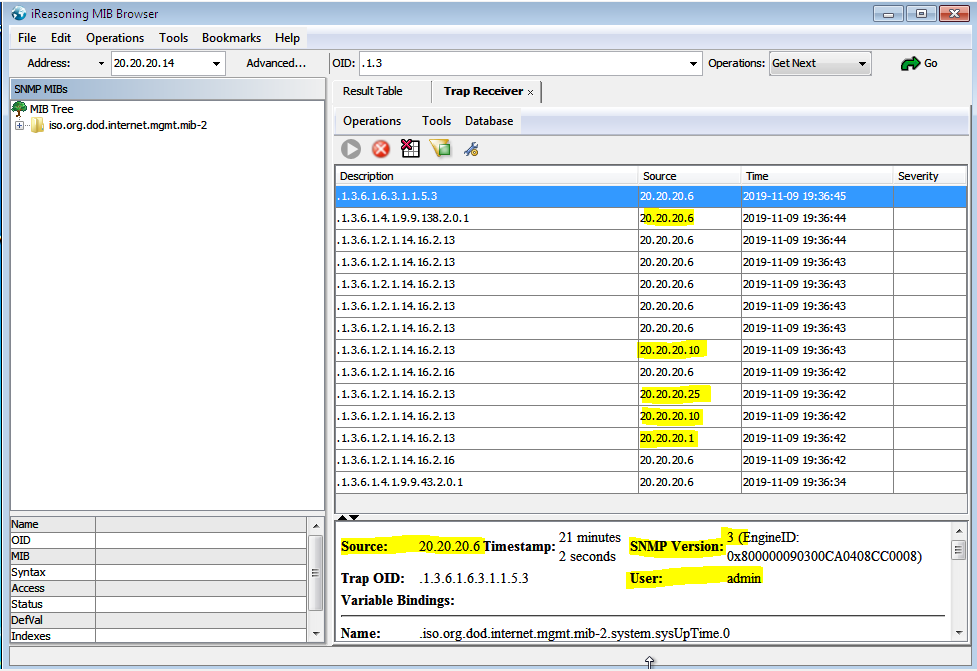 iReasoning MIB Browser
File Edit Operations Tools Bookmarks Help
Address: 20.20.20.14 Advanced... OID: .1.3 Operations: Get Next Go
SNMP MIBs
MIB Tree
iso.org.dod.internet.mgmt.mib-2
Result Table Trap Receiver ×
Operations Tools Database
Description Source Time Severity
.1.3.6.1.6.3.1.1.5.3 20.20.20.6 2019-11-09 19:36:45
.1.3.6.1.4.1.9.9.138.2.0.1 20.20.20.6 2019-11-09 19:36:44
.1.3.6.1.2.1.14.16.2.13 20.20.20.6 2019-11-09 19:36:44
.1.3.6.1.2.1.14.16.2.13 20.20.20.6 2019-11-09 19:36:43
.1.3.6.1.2.1.14.16.2.13 20.20.20.6 2019-11-09 19:36:43
.1.3.6.1.2.1.14.16.2.13 20.20.20.6 2019-11-09 19:36:43
.1.3.6.1.2.1.14.16.2.13 20.20.20.6 2019-11-09 19:36:43
.1.3.6.1.2.1.14.16.2.13 20.20.20.10 2019-11-09 19:36:43
.1.3.6.1.2.1.14.16.2.16 20.20.20.6 2019-11-09 19:36:42
.1.3.6.1.2.1.14.16.2.13 20.20.20.25 2019-11-09 19:36:42
.1.3.6.1.2.1.14.16.2.13 20.20.20.10 2019-11-09 19:36:42
.1.3.6.1.2.1.14.16.2.13 20.20.20.1 2019-11-09 19:36:42
.1.3.6.1.2.1.14.16.2.16 20.20.20.6 2019-11-09 19:36:42
.1.3.6.1.4.1.9.9.43.2.0.1 20.20.20.6 2019-11-09 19:36:34
Name
OID
MIB
Syntax
Access
Status
DefVal
Indexes
Source: 20.20.20.6 Timestamp: 21 minutes 2 seconds SNMP Version: 3 (EngineID: 0x800000090300CA0408CC0008)
Trap OID: .1.3.6.1.6.3.1.1.5.3 User: admin
Variable Bindings:
Name: .iso.org.dod.internet.mgmt.mib-2.system.sysUpTime.0